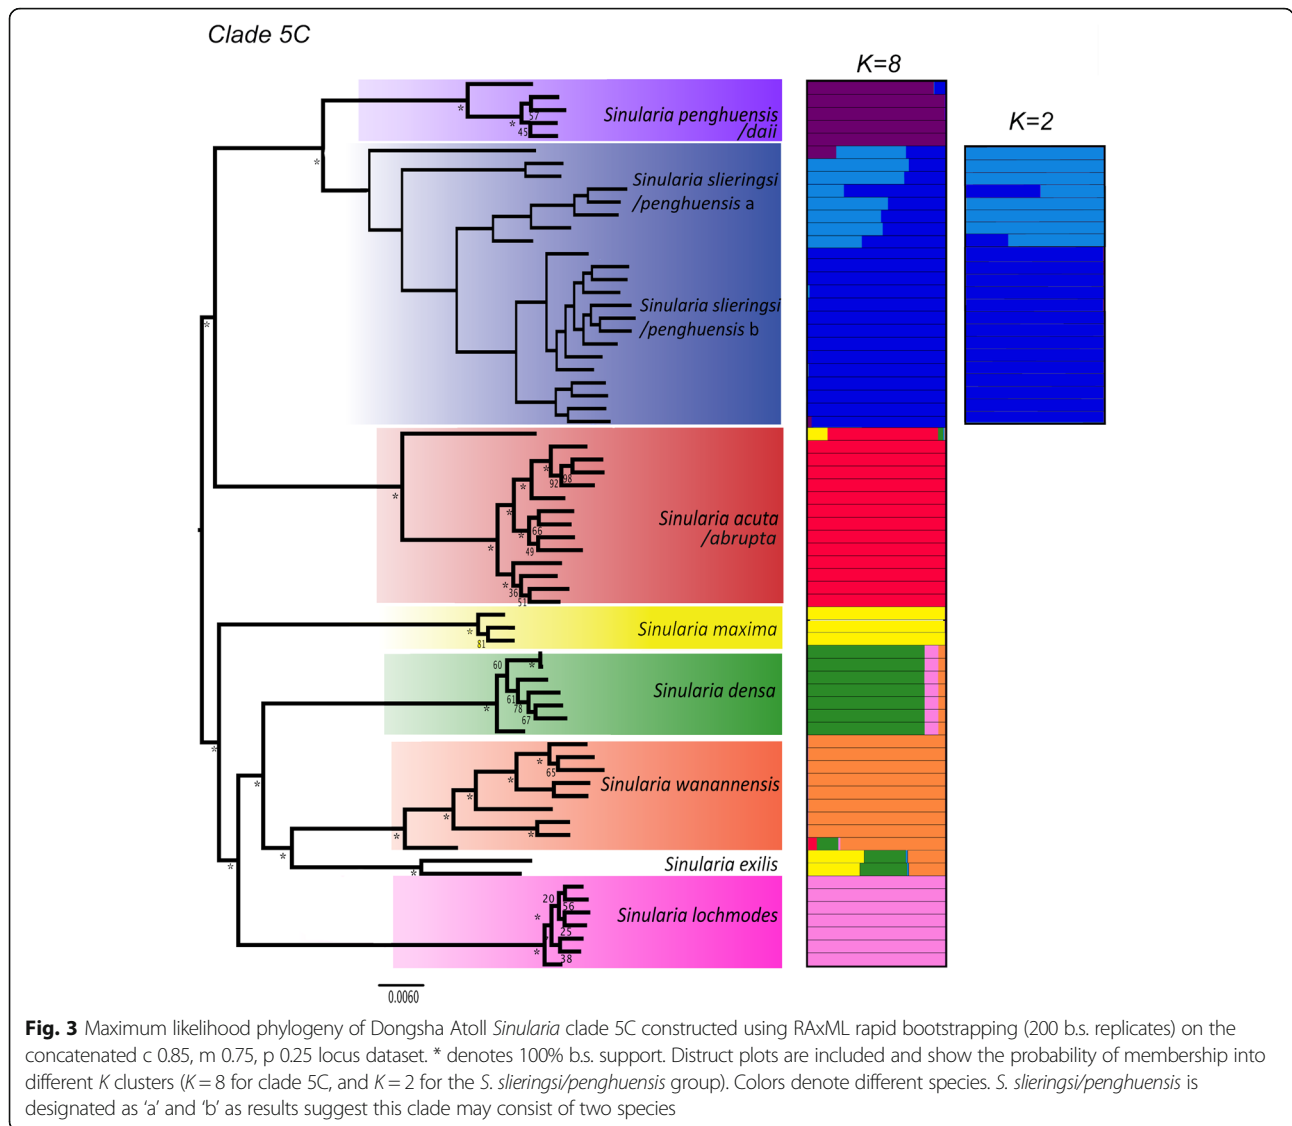 Clade 5C
K=8
K=2
Sinularia penghuensis
/daii
*
*
57
45
*
Sinularia slieringsi
/penghuensis a
Sinularia slieringsi
/penghuensis b
*
*
*
92
98
*
*
Sinularia acuta
/abrupta
66
*
49
*
*
36
51
Sinularia maxima
*
81
60
*
Sinularia densa
61
78
67
*
*
*
65
Sinularia wanannensis
*
*
*
*
*
*
*
Sinularia exilis
*
*
20
56
Sinularia lochmodes
*
25
*
38
0.0060
Fig. 3 Maximum likelihood phylogeny of Dongsha Atoll Sinularia clade 5C constructed using RAxML rapid bootstrapping (200 b.s. replicates) on the
concatenated c 0.85, m 0.75, p 0.25 locus dataset. * denotes 100% b.s. support. Distruct plots are included and show the probability of membership into
different K clusters (K = 8 for clade 5C, and K = 2 for the S. slieringsi/penghuensis group). Colors denote different species. S. slieringsi/penghuensis is
designated as ‘a’ and ‘b’ as results suggest this clade may consist of two species